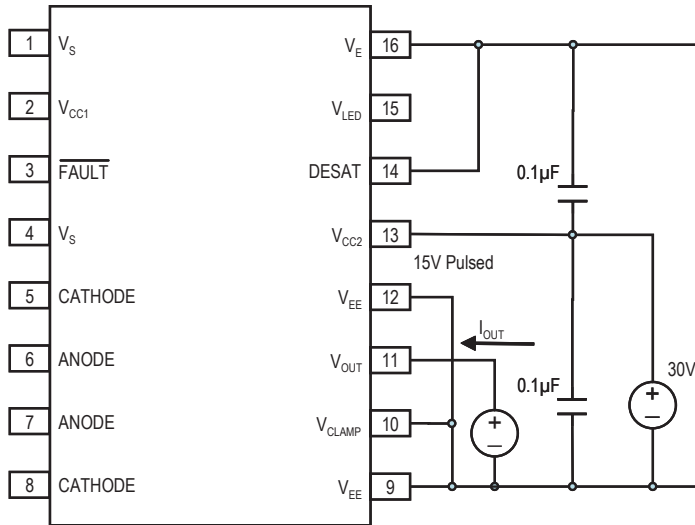 1 V_S V_E 16
2 V_CC1 V_LED 15
3 FAULT DESAT 14
0.1µF
4 V_S V_CC2 13
15V Pulsed
5 CATHODE V_EE 12
I_OUT
6 ANODE V_OUT 11
30V
0.1µF
+
+
7 ANODE V_CLAMP 10
–
–
8 CATHODE V_EE 9